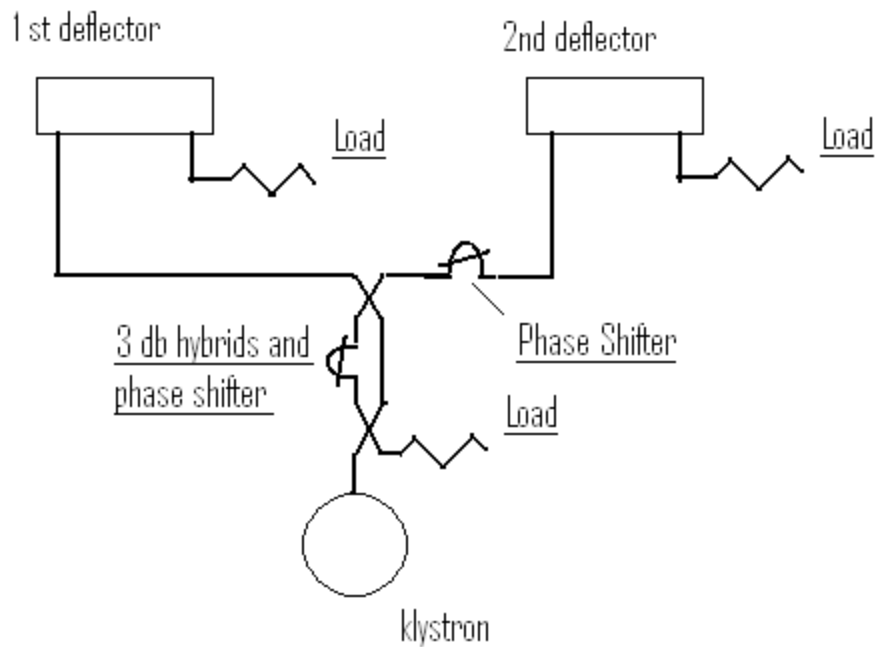 1 st deflector
2nd deflector
Load
Load
3 db hybrids and
phase shifter
Phase Shifter
Load
klystron